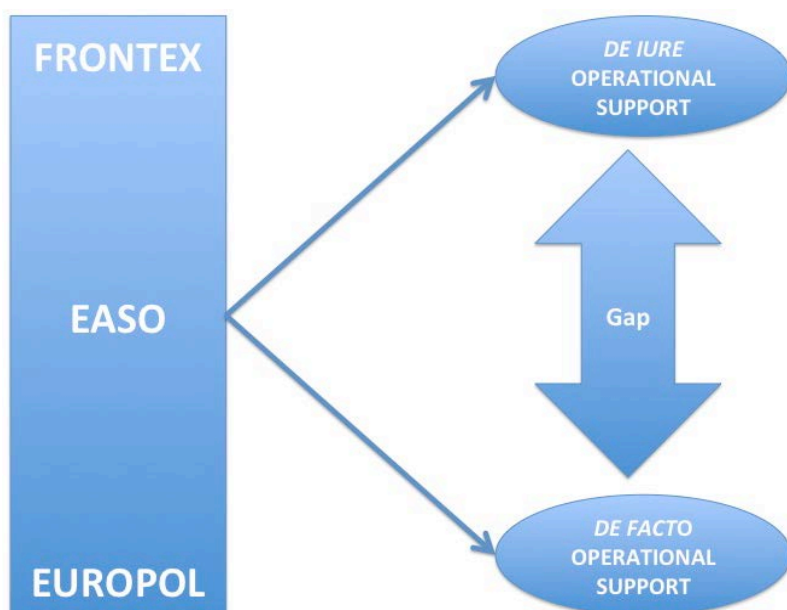 FRONTEX
EASO
EUROPOL
DE IURE
OPERATIONAL
SUPPORT
Gap
DE FACTO
OPERATIONAL
SUPPORT